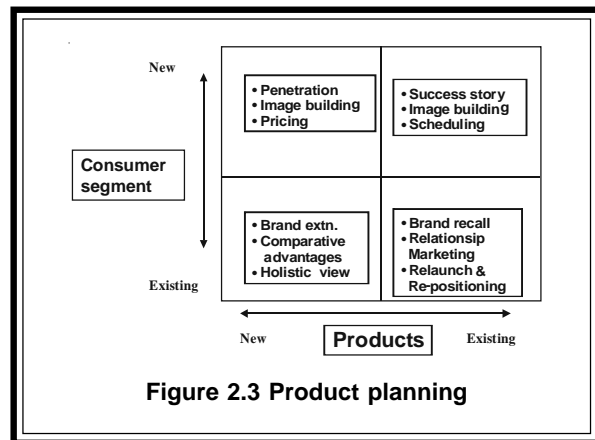 New
• Penetration
• Image building
• Pricing
• Success story
• Image building
• Scheduling
Consumer
segment
• Brand extn.
• Comparative
advantages
• Holistic view
• Brand recall
• Relationsip
Marketing
• Relaunch &
Re-positioning
Existing
New
Products
Existing
Figure 2.3 Product planning